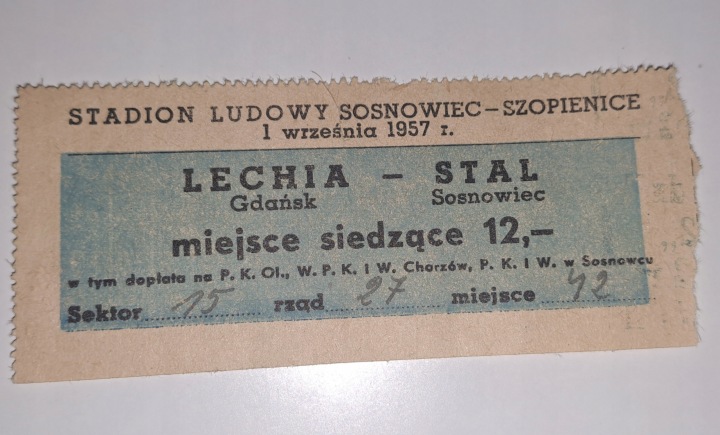 STADION LUDOWY SOSNOWIEC–SZOPIENICE
1 września 1957 r.
LECHIA – STAL
Gdańsk Sosnowiec
miejsce siedzące 12,–
w tym dopłata na P. K. Ol., W. P. K. I W. Chorzów, P. K. I W. w Sosnowcu
Sektor 15 rząd 27 miejsce 42